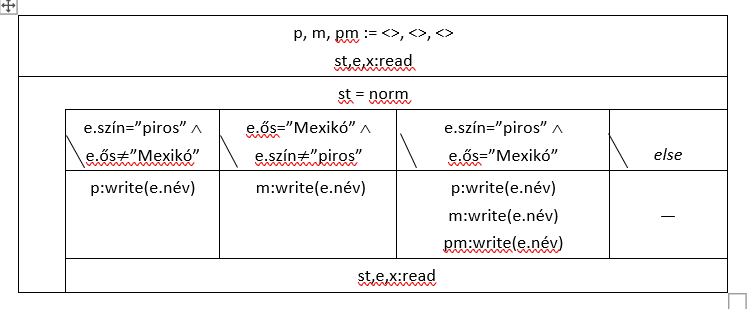 p, m, pm := <>, <>, <>
st,e,x:read
st = norm
e.szín=”piros” ∧
e.ős≠”Mexikó”
e.ős=”Mexikó” ∧
e.szín≠”piros”
e.szín=”piros” ∧
e.ős=”Mexikó”
else
p:write(e.név)
m:write(e.név)
p:write(e.név)
m:write(e.név)
pm:write(e.név)
—
st,e,x:read